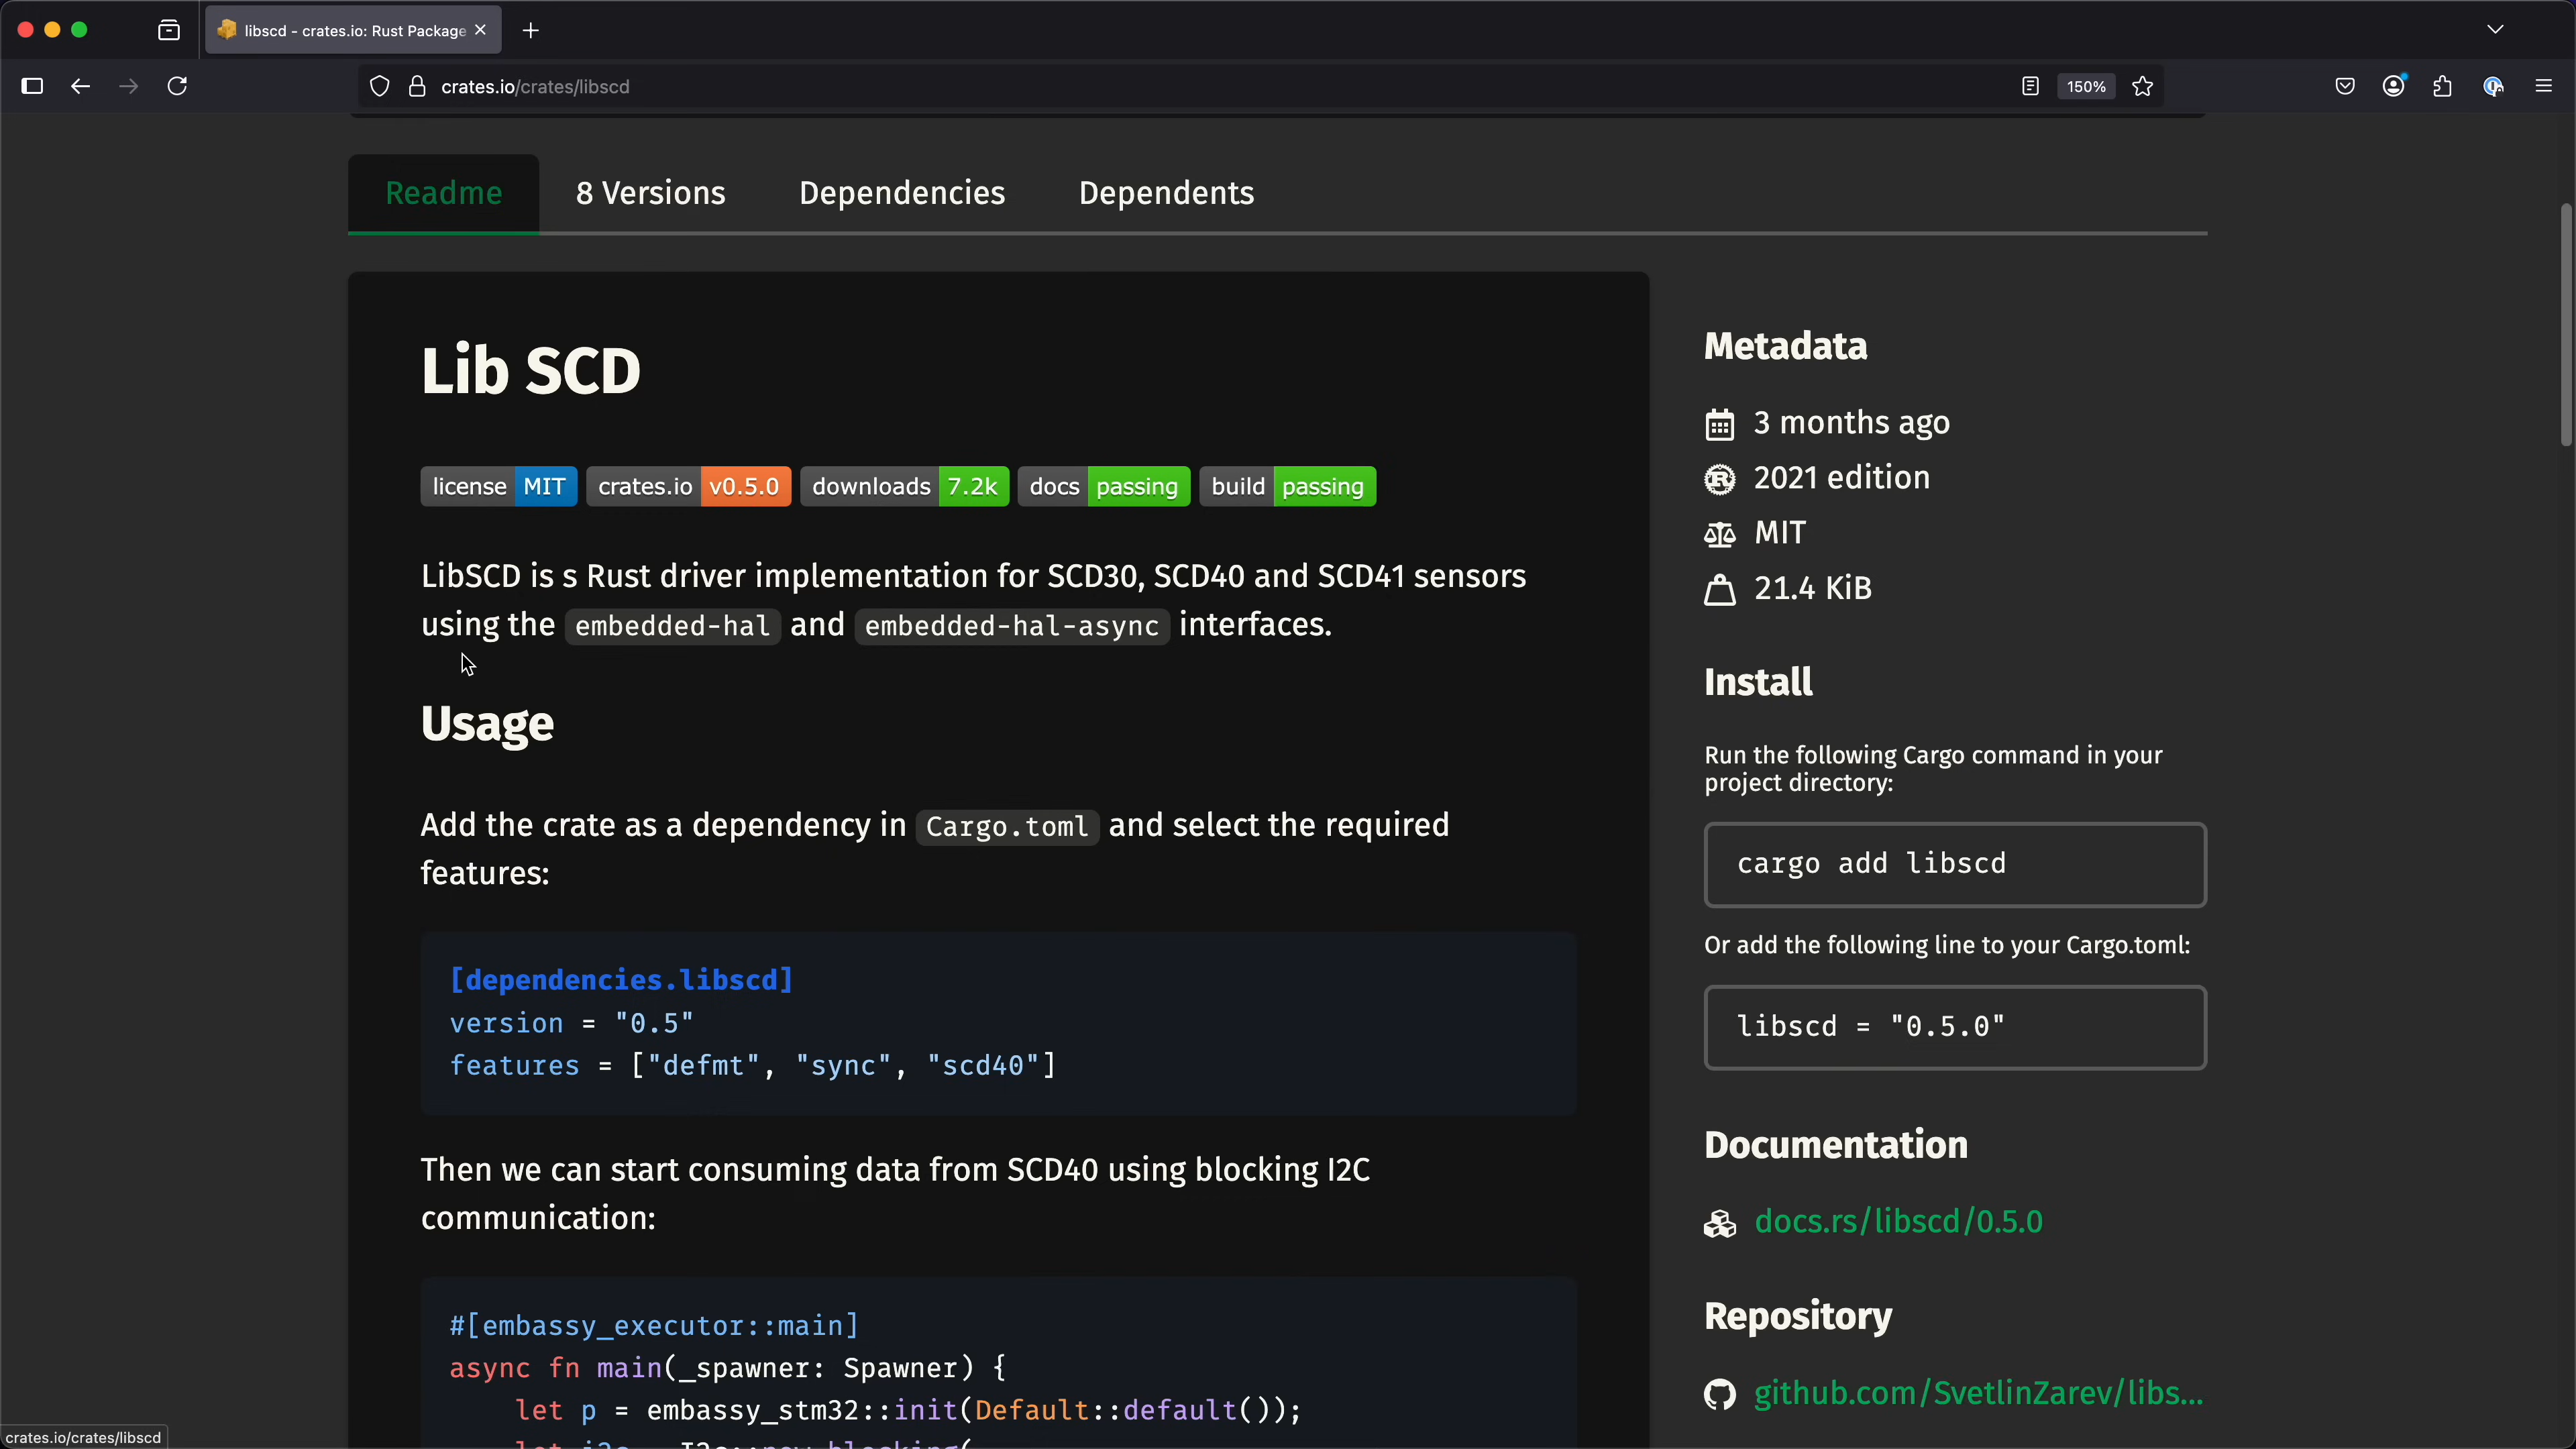 libscd - crates.io: Rust Package
crates.io/crates/libscd
150%
Readme
8 Versions
Dependencies
Dependents
Lib SCD
license MIT crates.io v0.5.0 downloads 7.2k docs passing build passing
LibSCD is s Rust driver implementation for SCD30, SCD40 and SCD41 sensors
using the embedded-hal and embedded-hal-async interfaces.
Usage
Add the crate as a dependency in Cargo.toml and select the required
features:
[dependencies.libscd]
version = "0.5"
features = ["defmt", "sync", "scd40"]
Then we can start consuming data from SCD40 using blocking I2C
communication:
#[embassy_executor::main]
async fn main(_spawner: Spawner) {
let p = embassy_stm32::init(Default::default());
Metadata
3 months ago
2021 edition
MIT
21.4 KiB
Install
Run the following Cargo command in your
project directory:
cargo add libscd
Or add the following line to your Cargo.toml:
libscd = "0.5.0"
Documentation
docs.rs/libscd/0.5.0
Repository
github.com/SvetlinZarev/libs...
crates.io/crates/libscd